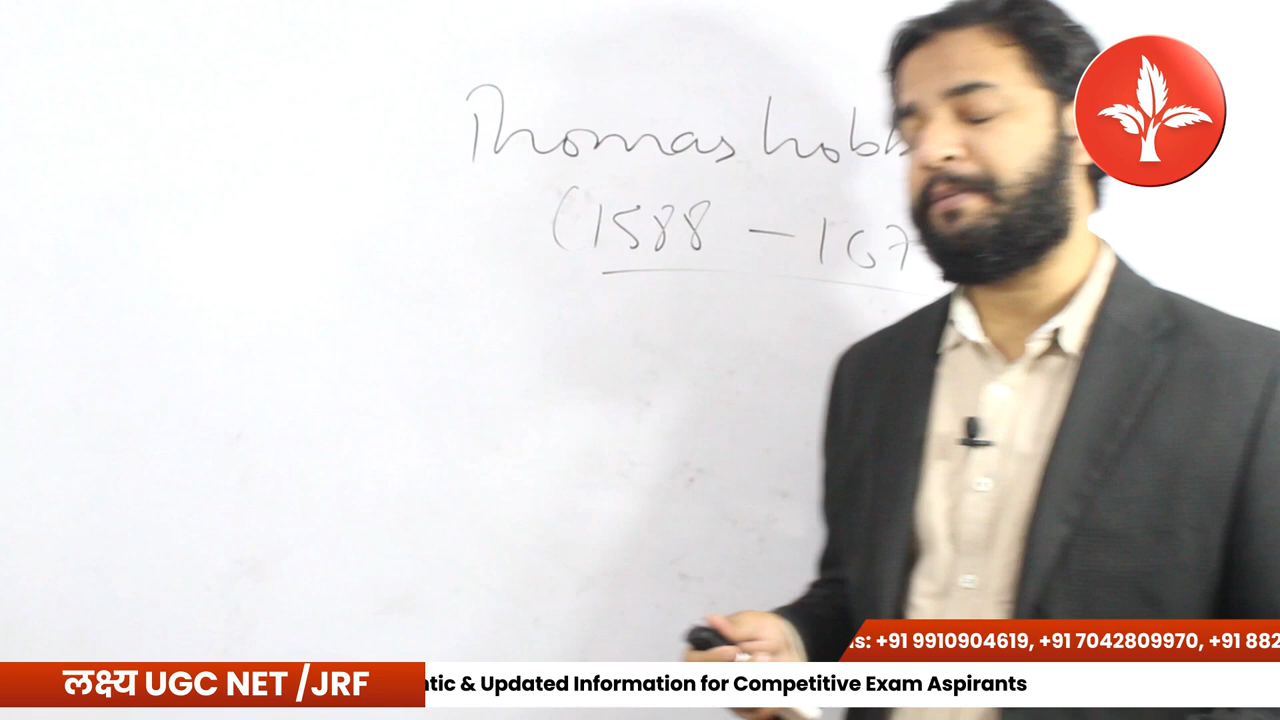 Thomas hobb
(1588 – 167
s: +91 9910904619, +91 7042809970, +91 882
लक्ष्य UGC NET /JRF
ntic & Updated Information for Competitive Exam Aspirants